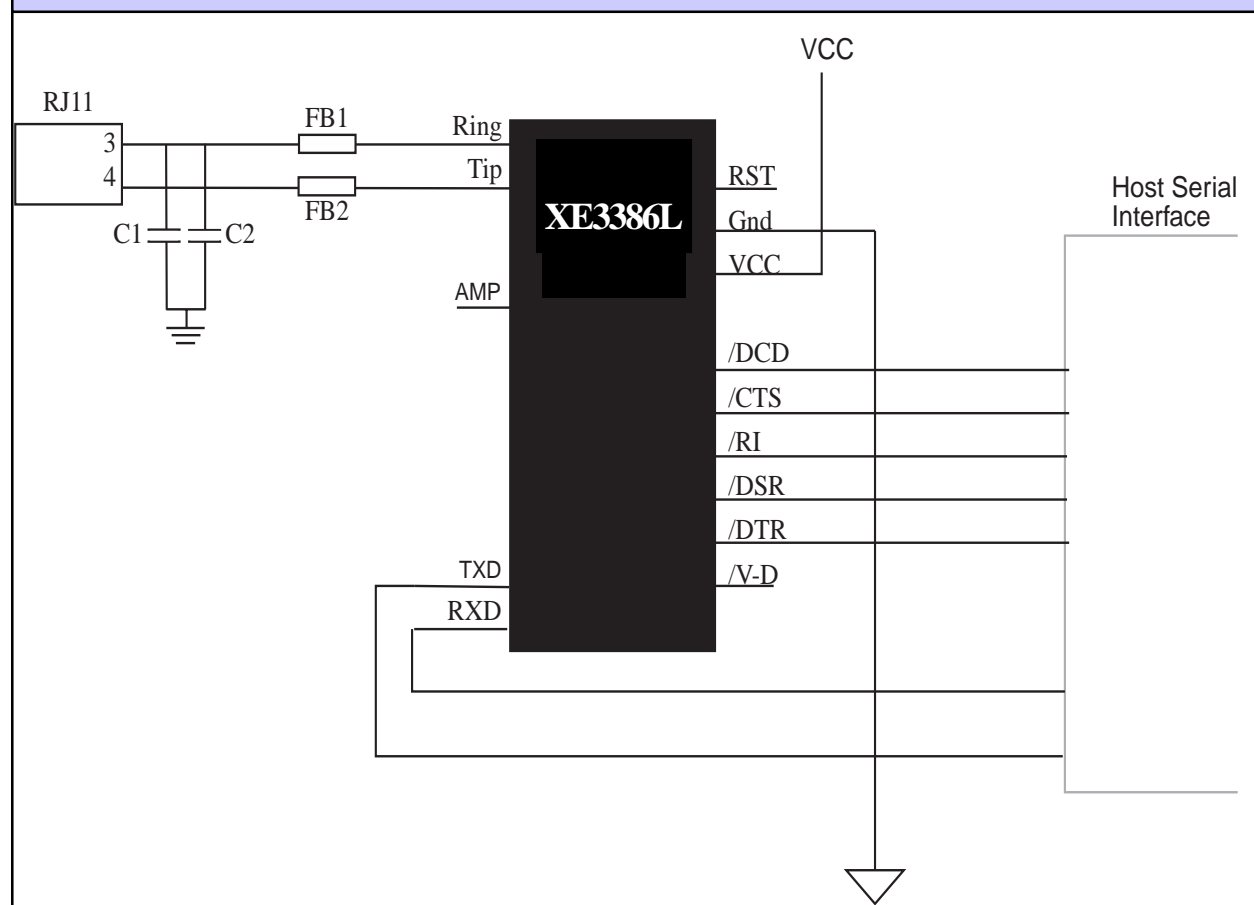 VCC
RJ11
3
4
FB1
FB2
C1
C2
Ring
Tip
AMP
TXD
RXD
XE3386L
RST
Gnd
VCC
/DCD
/CTS
/RI
/DSR
/DTR
/V-D
Host Serial
Interface